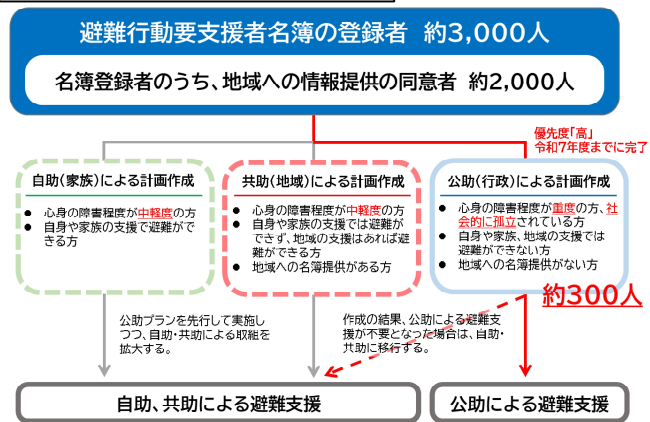 避難行動要支援者名簿の登録者 約3,000人
名簿登録者のうち、地域への情報提供の同意者 約2,000人
優先度「高」
令和7年度までに完了
自助(家族)による計画作成
● 心身の障害程度が中軽度の方
● 自身や家族の支援で避難がで
きる方
共助(地域)による計画作成
● 心身の障害程度が中軽度の方
● 自身や家族の支援では避難が
できず、地域の支援はあれば避
難ができる方
● 地域への名簿提供がある方
公助(行政)による計画作成
● 心身の障害程度が重度の方、社
会的に孤立されている方
● 自身や家族、地域の支援では
避難ができない方
● 地域への名簿提供がない方
約300人
公助プランを先行して実施し
つつ、自助・共助による取組を
拡大する。
作成の結果、公助による避難支
援が不要となった場合は、自助・
共助に移行する。
自助、共助による避難支援
公助による避難支援